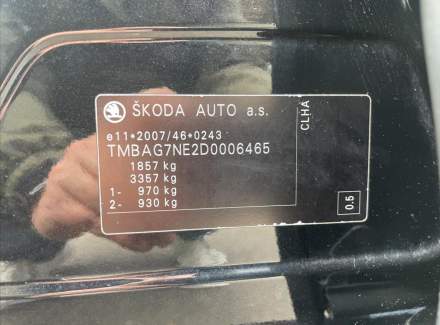 ŠKODA AUTO a.s.
e11*2007/46*0243
TMBAG7NE2D0006465
1857 kg
3357 kg
1- 970 kg
2- 930 kg
CLHA
0.5